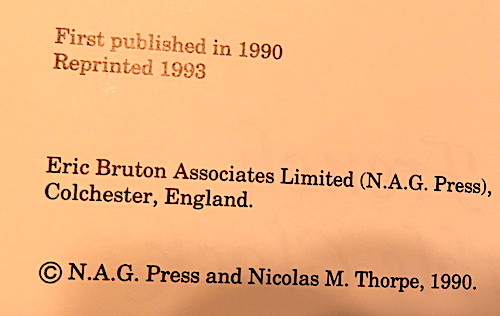 First published in 1990
Reprinted 1993
Eric Bruton Associates Limited (N.A.G. Press),
Colchester, England.
© N.A.G. Press and Nicolas M. Thorpe, 1990.